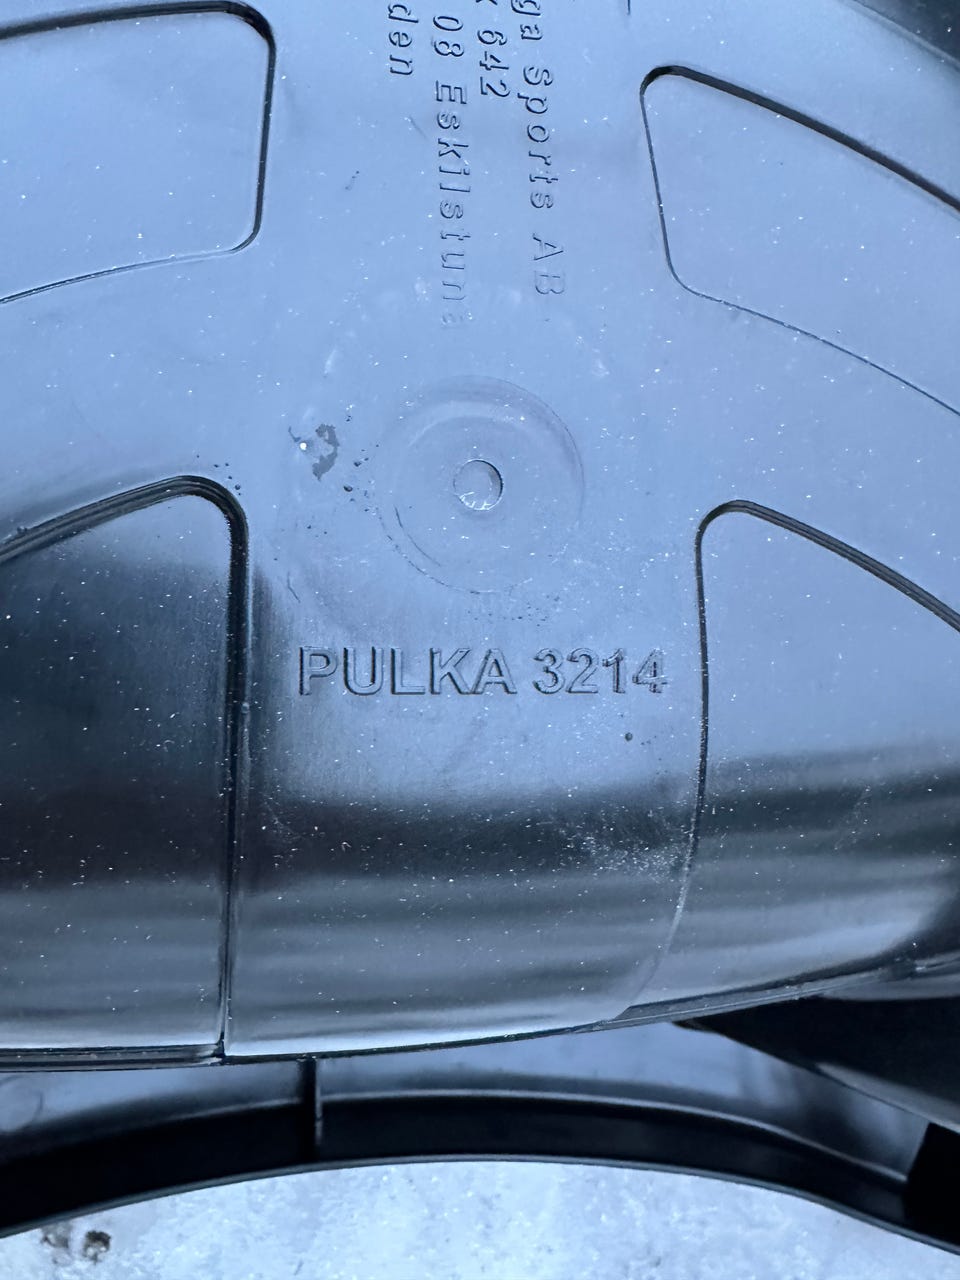 ga Sports AB
x 642
08 Eskilstuna
den
PULKA 3214